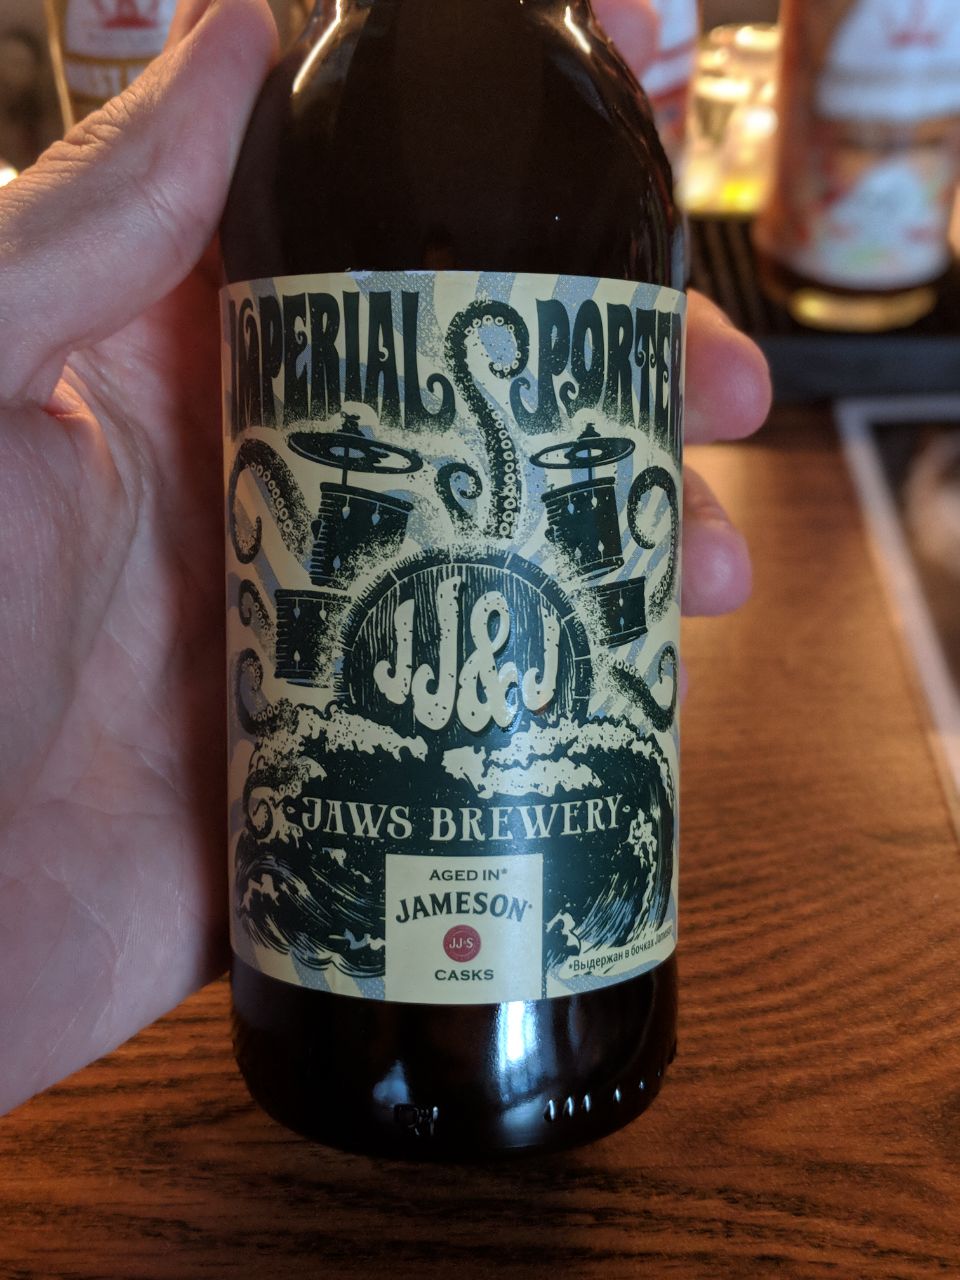 IMPERIAL PORTER
JJ&J
JAWS BREWERY
AGED IN*
JAMESON
JJ&S
CASKS
*Выдержан в бочках Jameson